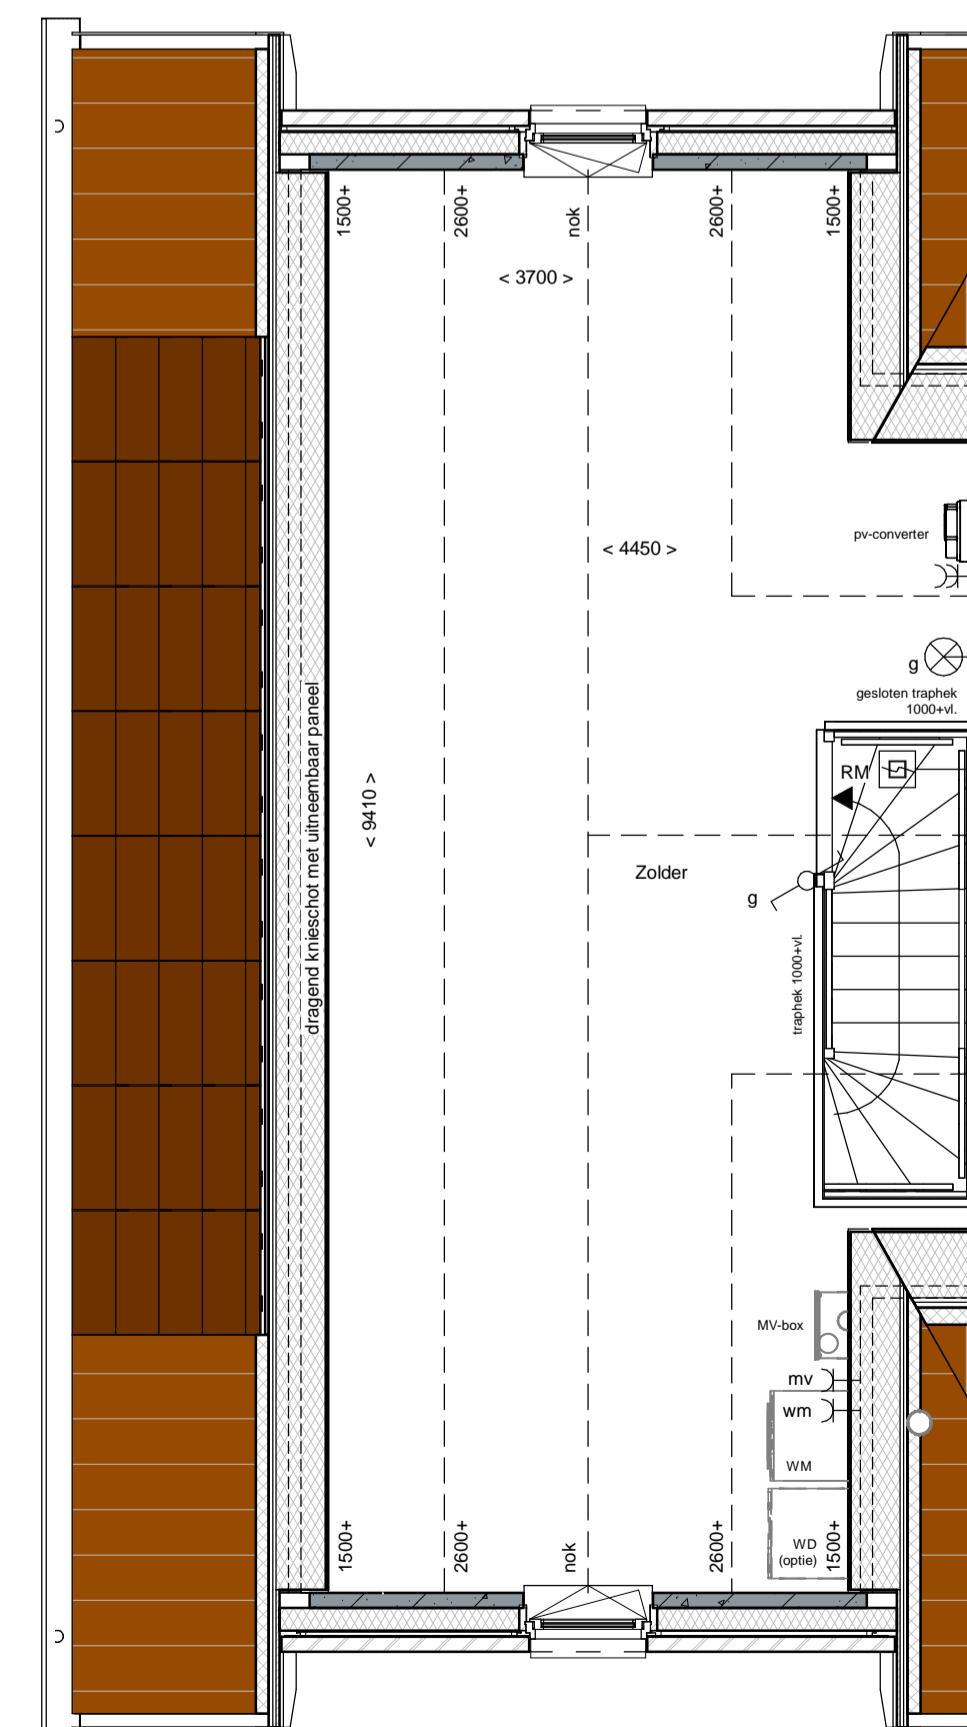 1500+
2600+
nok
2600+
1500+
< 3700 >
pv-converter
< 4450 >
g
gesloten traphek
1000+vl.
dragend knieschot met uitneembaar paneel
< 9410 >
RM
Zolder
g
traphek 1000+vl.
MV-box
mv
wm
WM
WD
(optie)
1500+
2600+
nok
2600+
1500+